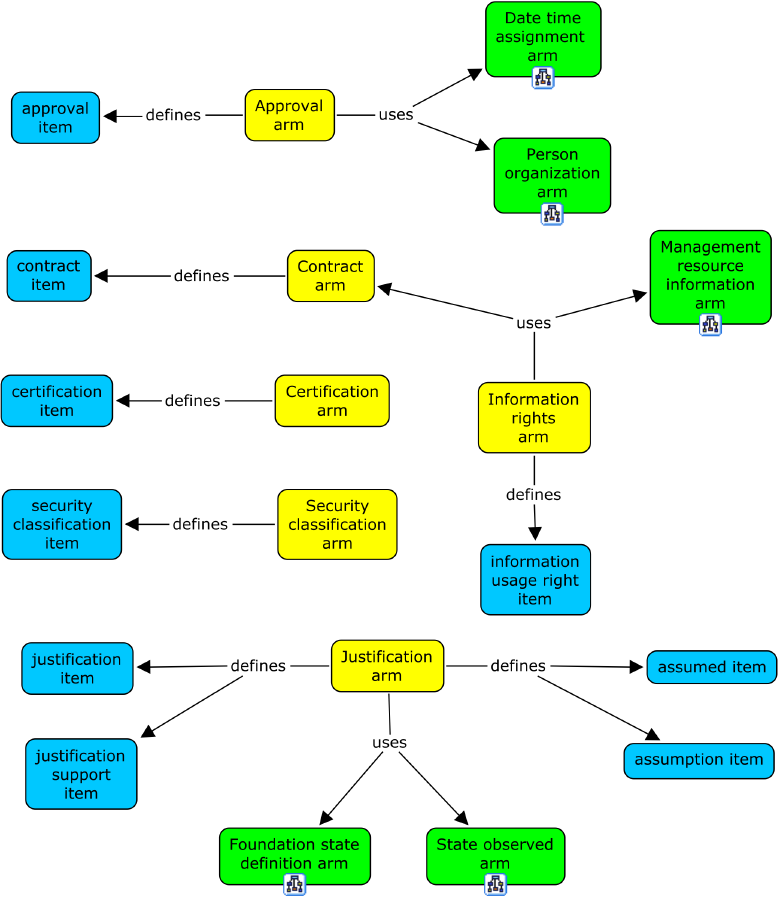 Date time
assignment
arm
approval
item
defines
Approval
arm
uses
Person
organization
arm
contract
item
defines
Contract
arm
Management
resource
information
arm
uses
certification
item
defines
Certification
arm
Information
rights
arm
security
classification
item
defines
Security
classification
arm
defines
information
usage right
item
justification
item
defines
Justification
arm
defines
assumed item
justification
support
item
uses
assumption item
Foundation state
definition arm
State observed
arm